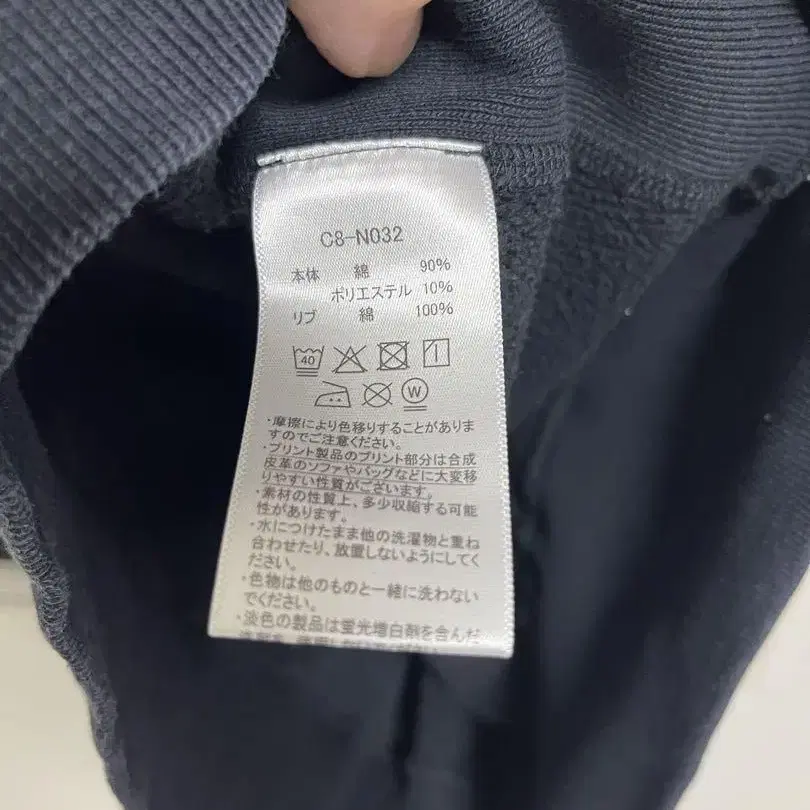 C8-N032
本体 綿 90%
ポリエステル 10%
リブ 綿 100%
40
W
・摩擦により色移りすることがありま
すのでご注意ください。
・プリント製品のプリント部分は合成
皮革のソファやバッグなどに大変移
りやすい性質がございます。
・素材の性質上、多少収縮する可能
性があります。
・水につけたまま他の洗濯物と重ね
合わせたり、放置しないようにしてく
ださい。
・色物は他のものと一緒に洗わない
でください。
・淡色の製品は蛍光増白剤を含んだ